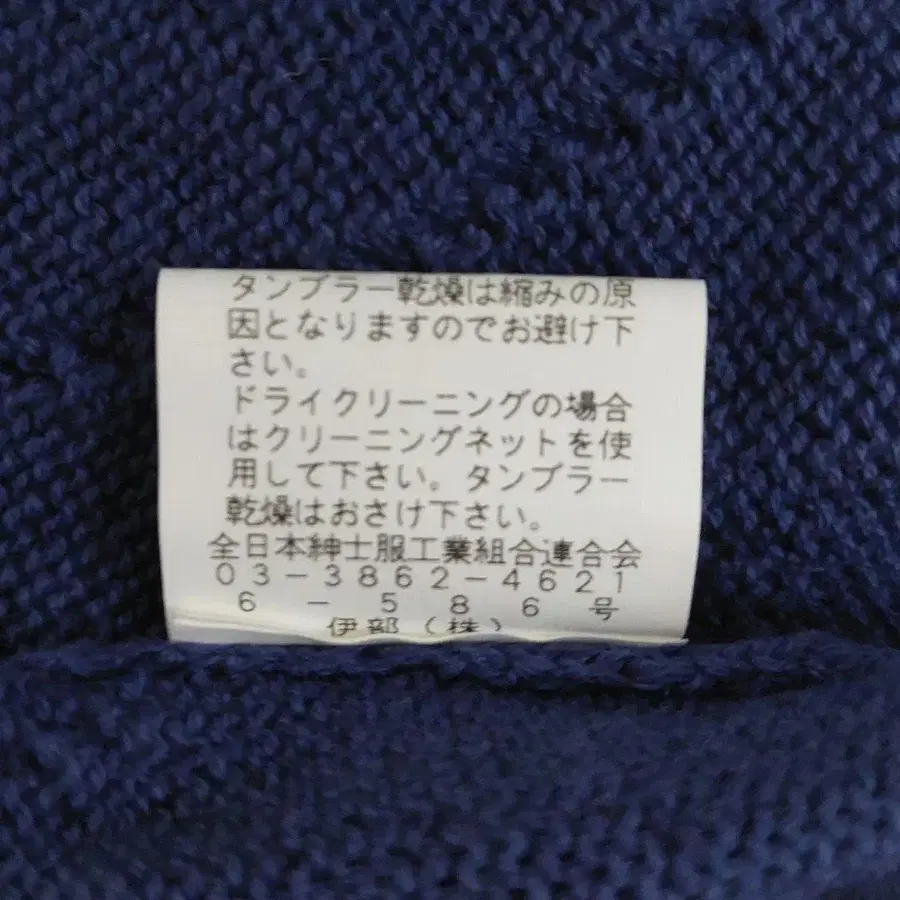 タンブラー乾燥は縮みの原
因となりますのでお避け下
さい。
ドライクリーニングの場合
はクリーニングネットを使
用して下さい。タンブラー
乾燥はおさけ下さい。
全日本紳士服工業組合連合会
03-3862-4621
6-586号
伊部(株)